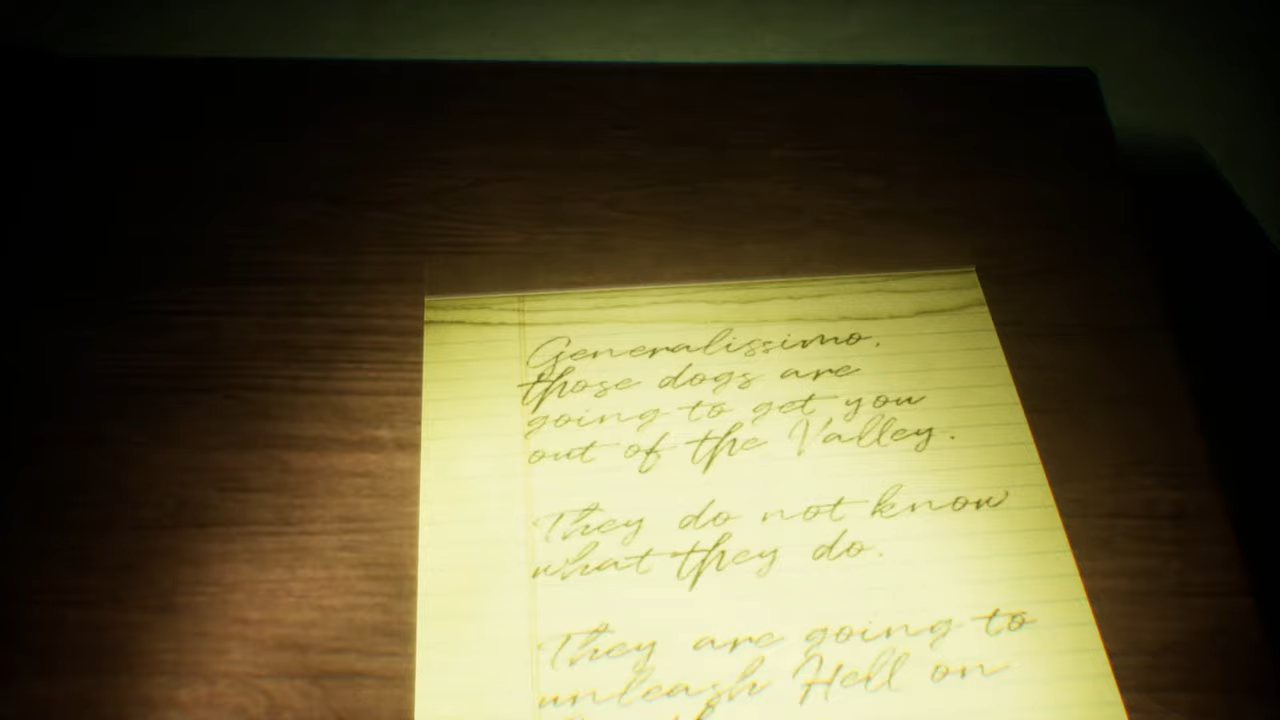 Generalissimo,
those dogs are
going to get you
out of the Valley.
They do not know
what they do.
They are going to
unleash Hell on